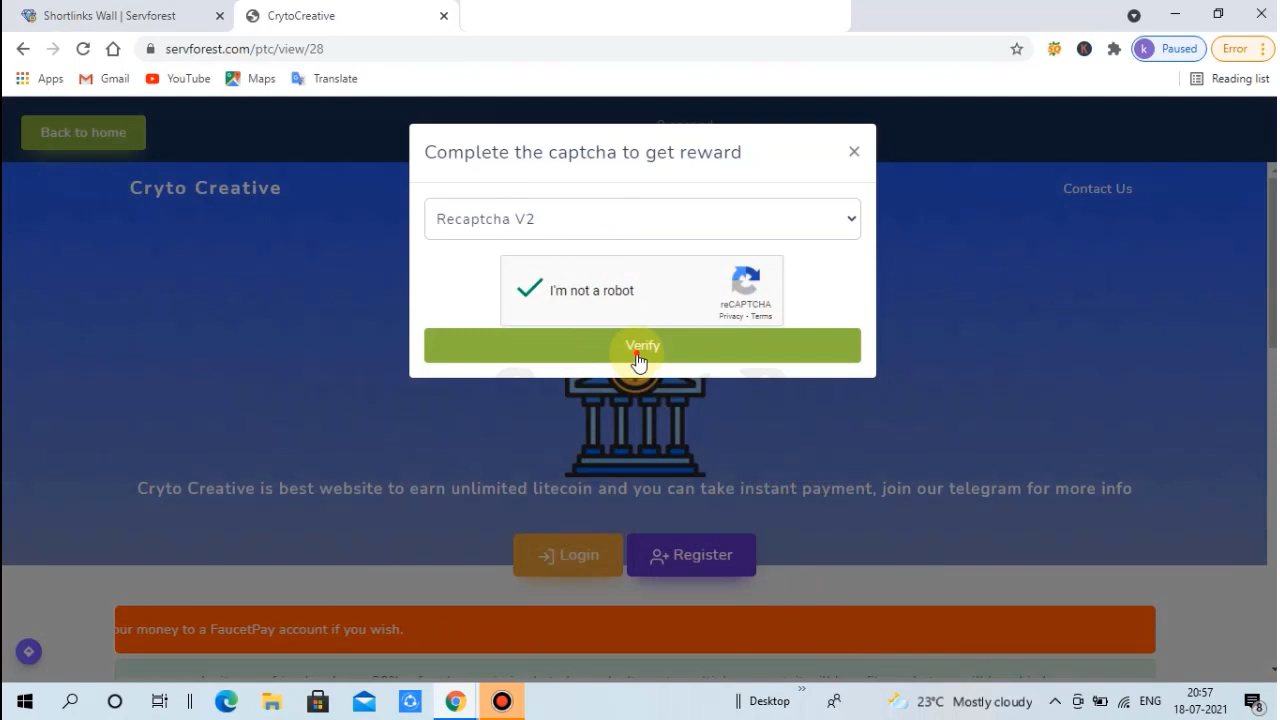 Shortlinks Wall | Servforest
CrytoCreative
servforest.com/ptc/view/28
K
k Paused
Error
Apps
Gmail
YouTube
Maps
Translate
Reading list
Back to home
Complete the captcha to get reward
Cryto Creative
Contact Us
Recaptcha V2
I'm not a robot
reCAPTCHA
Privacy - Terms
Verify
Cryto Creative is best website to earn unlimited litecoin and you can take instant payment, join our telegram for more info
Login
Register
our money to a FaucetPay account if you wish.
Desktop
23°C Mostly cloudy
ENG
20:57
18-07-2021
8